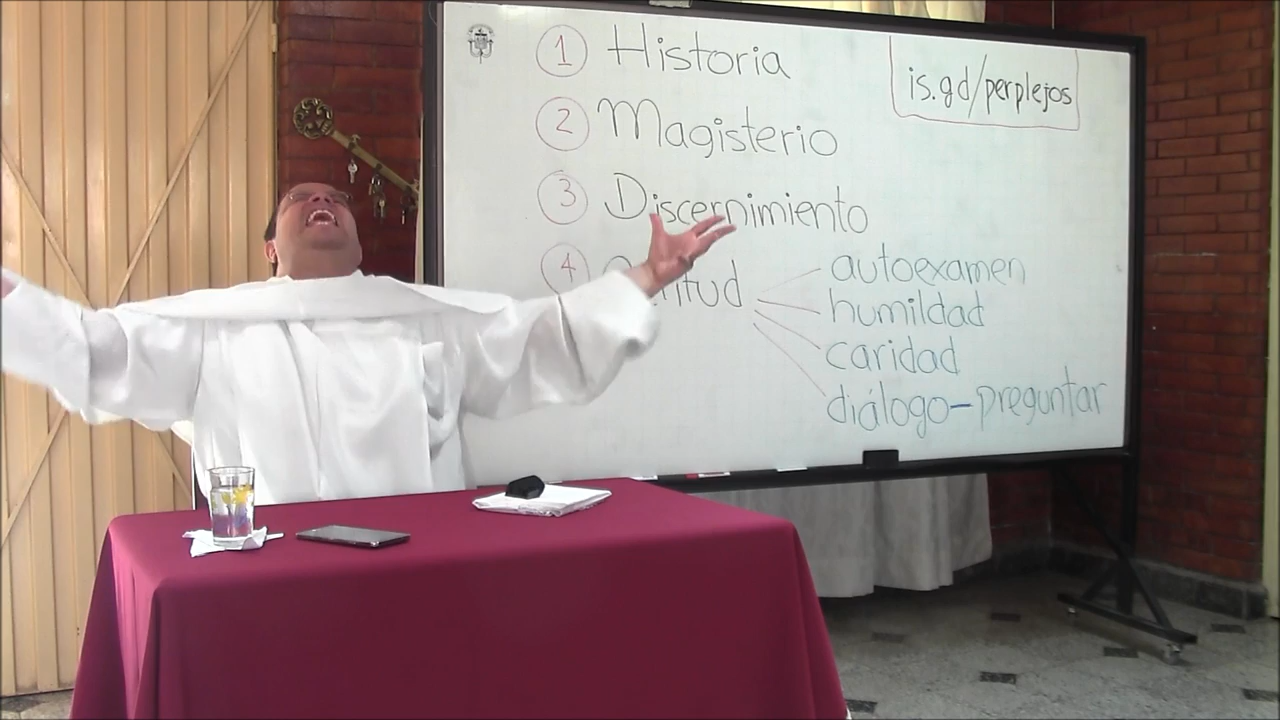 1 Historia
is.gd/perplejos
2 Magisterio
3 Discernimiento
4
autoexamen
humildad
caridad
diálogo-preguntar